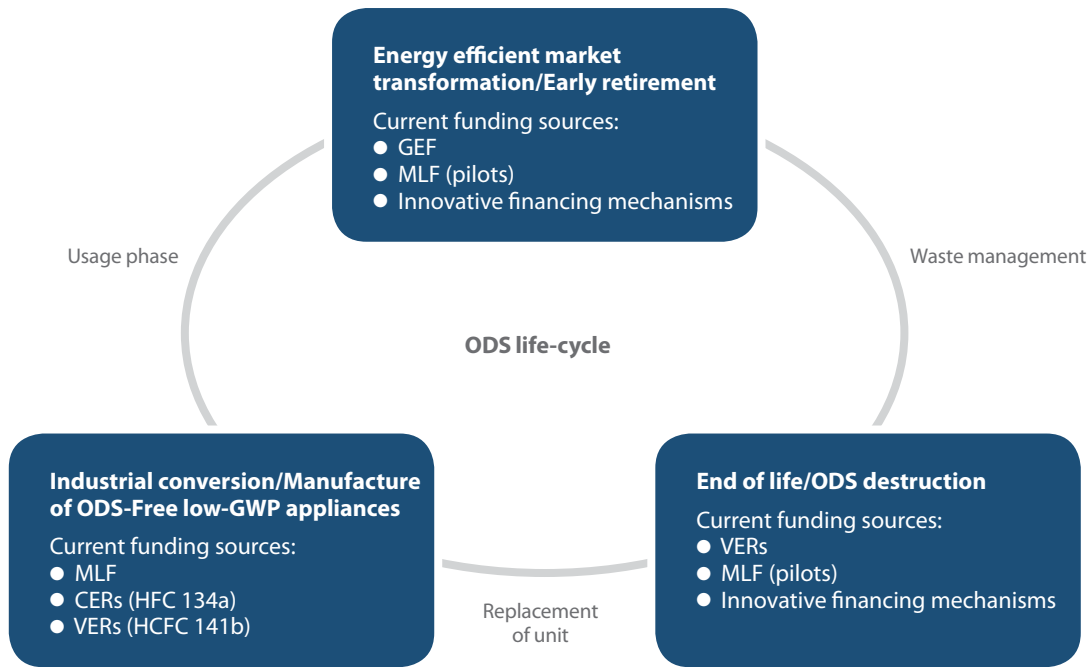 Energy efficient market
transformation/Early retirement
Current funding sources:
● GEF
● MLF (pilots)
● Innovative financing mechanisms
Usage phase
Waste management
ODS life-cycle
Industrial conversion/Manufacture
of ODS-Free low-GWP appliances
Current funding sources:
● MLF
● CERs (HFC 134a)
● VERs (HCFC 141b)
Replacement
of unit
End of life/ODS destruction
Current funding sources:
● VERs
● MLF (pilots)
● Innovative financing mechanisms